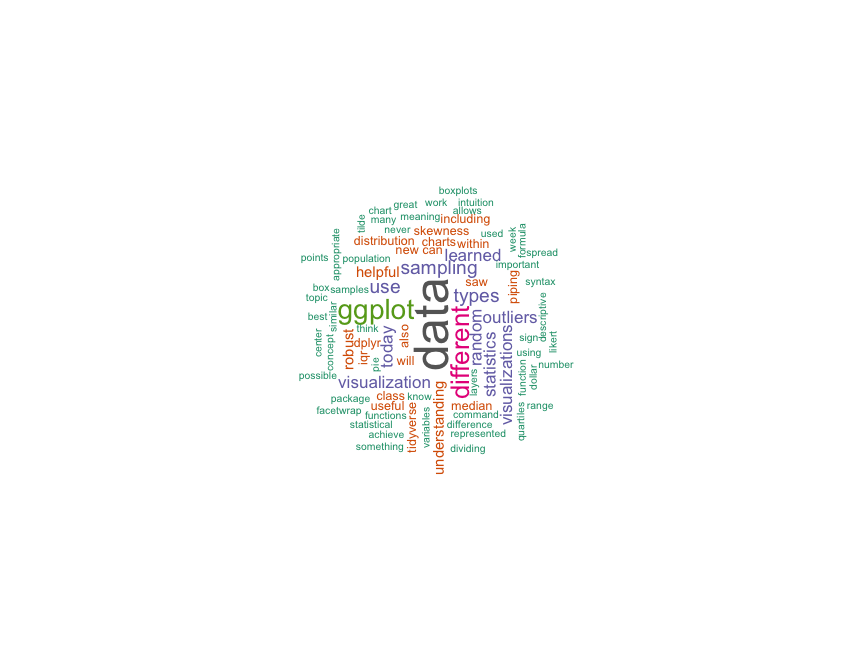 boxplots
great
work
intuition
chart
allows
tilde
many
meaning
including
never
skewness
used
week
formula
appropriate
distribution
charts
within
new
can
learned
spread
points
population
sampling
important
helpful
saw
piping
syntax
box
samples
use
types
topic
ggplot
data
different
random
outliers
descriptive
best
similar
think
today
also
statistics
visualizations
sign
likert
center
concept
robust
dplyr
iqr
pie
will
using
number
possible
visualization
layers
function
dollar
package
class
know
understanding
median
quartiles
range
facetwrap
useful
functions
tidyverse
variables
command
statistical
difference
achieve
represented
something
dividing